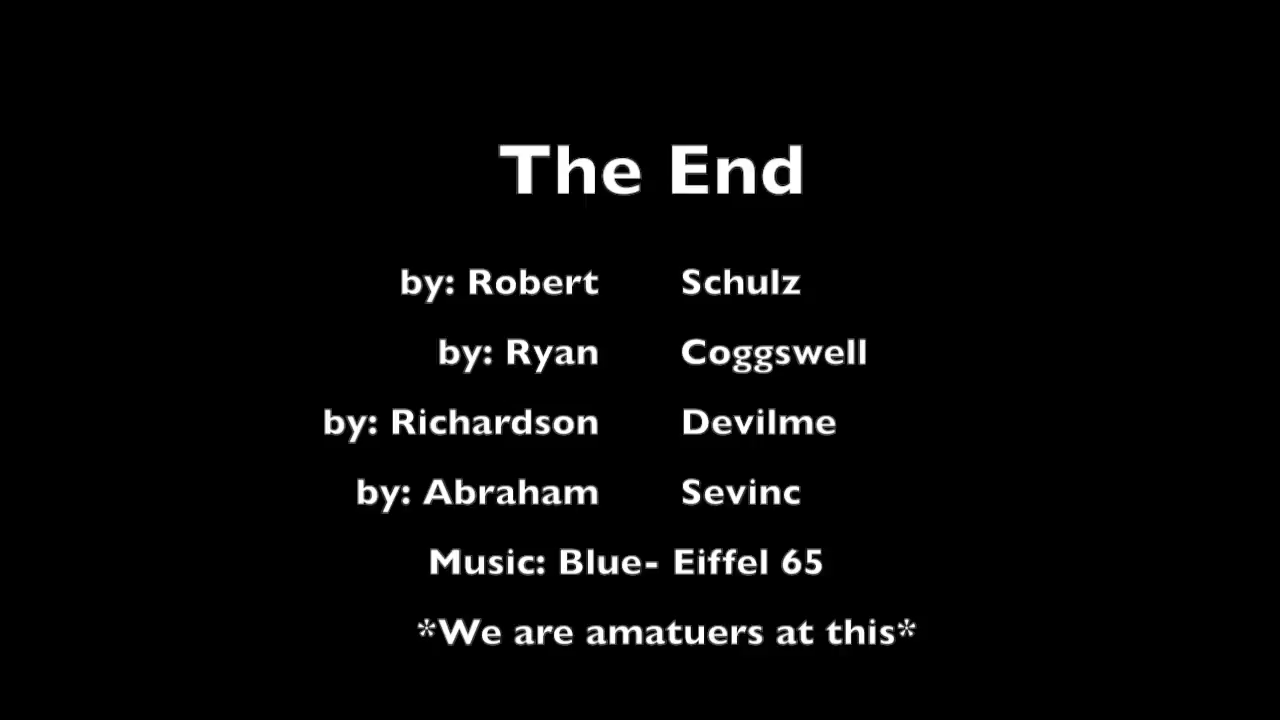 The End
by: Robert Schulz
by: Ryan Coggswell
by: Richardson Devilme
by: Abraham Sevinc
Music: Blue- Eiffel 65
*We are amatuers at this*